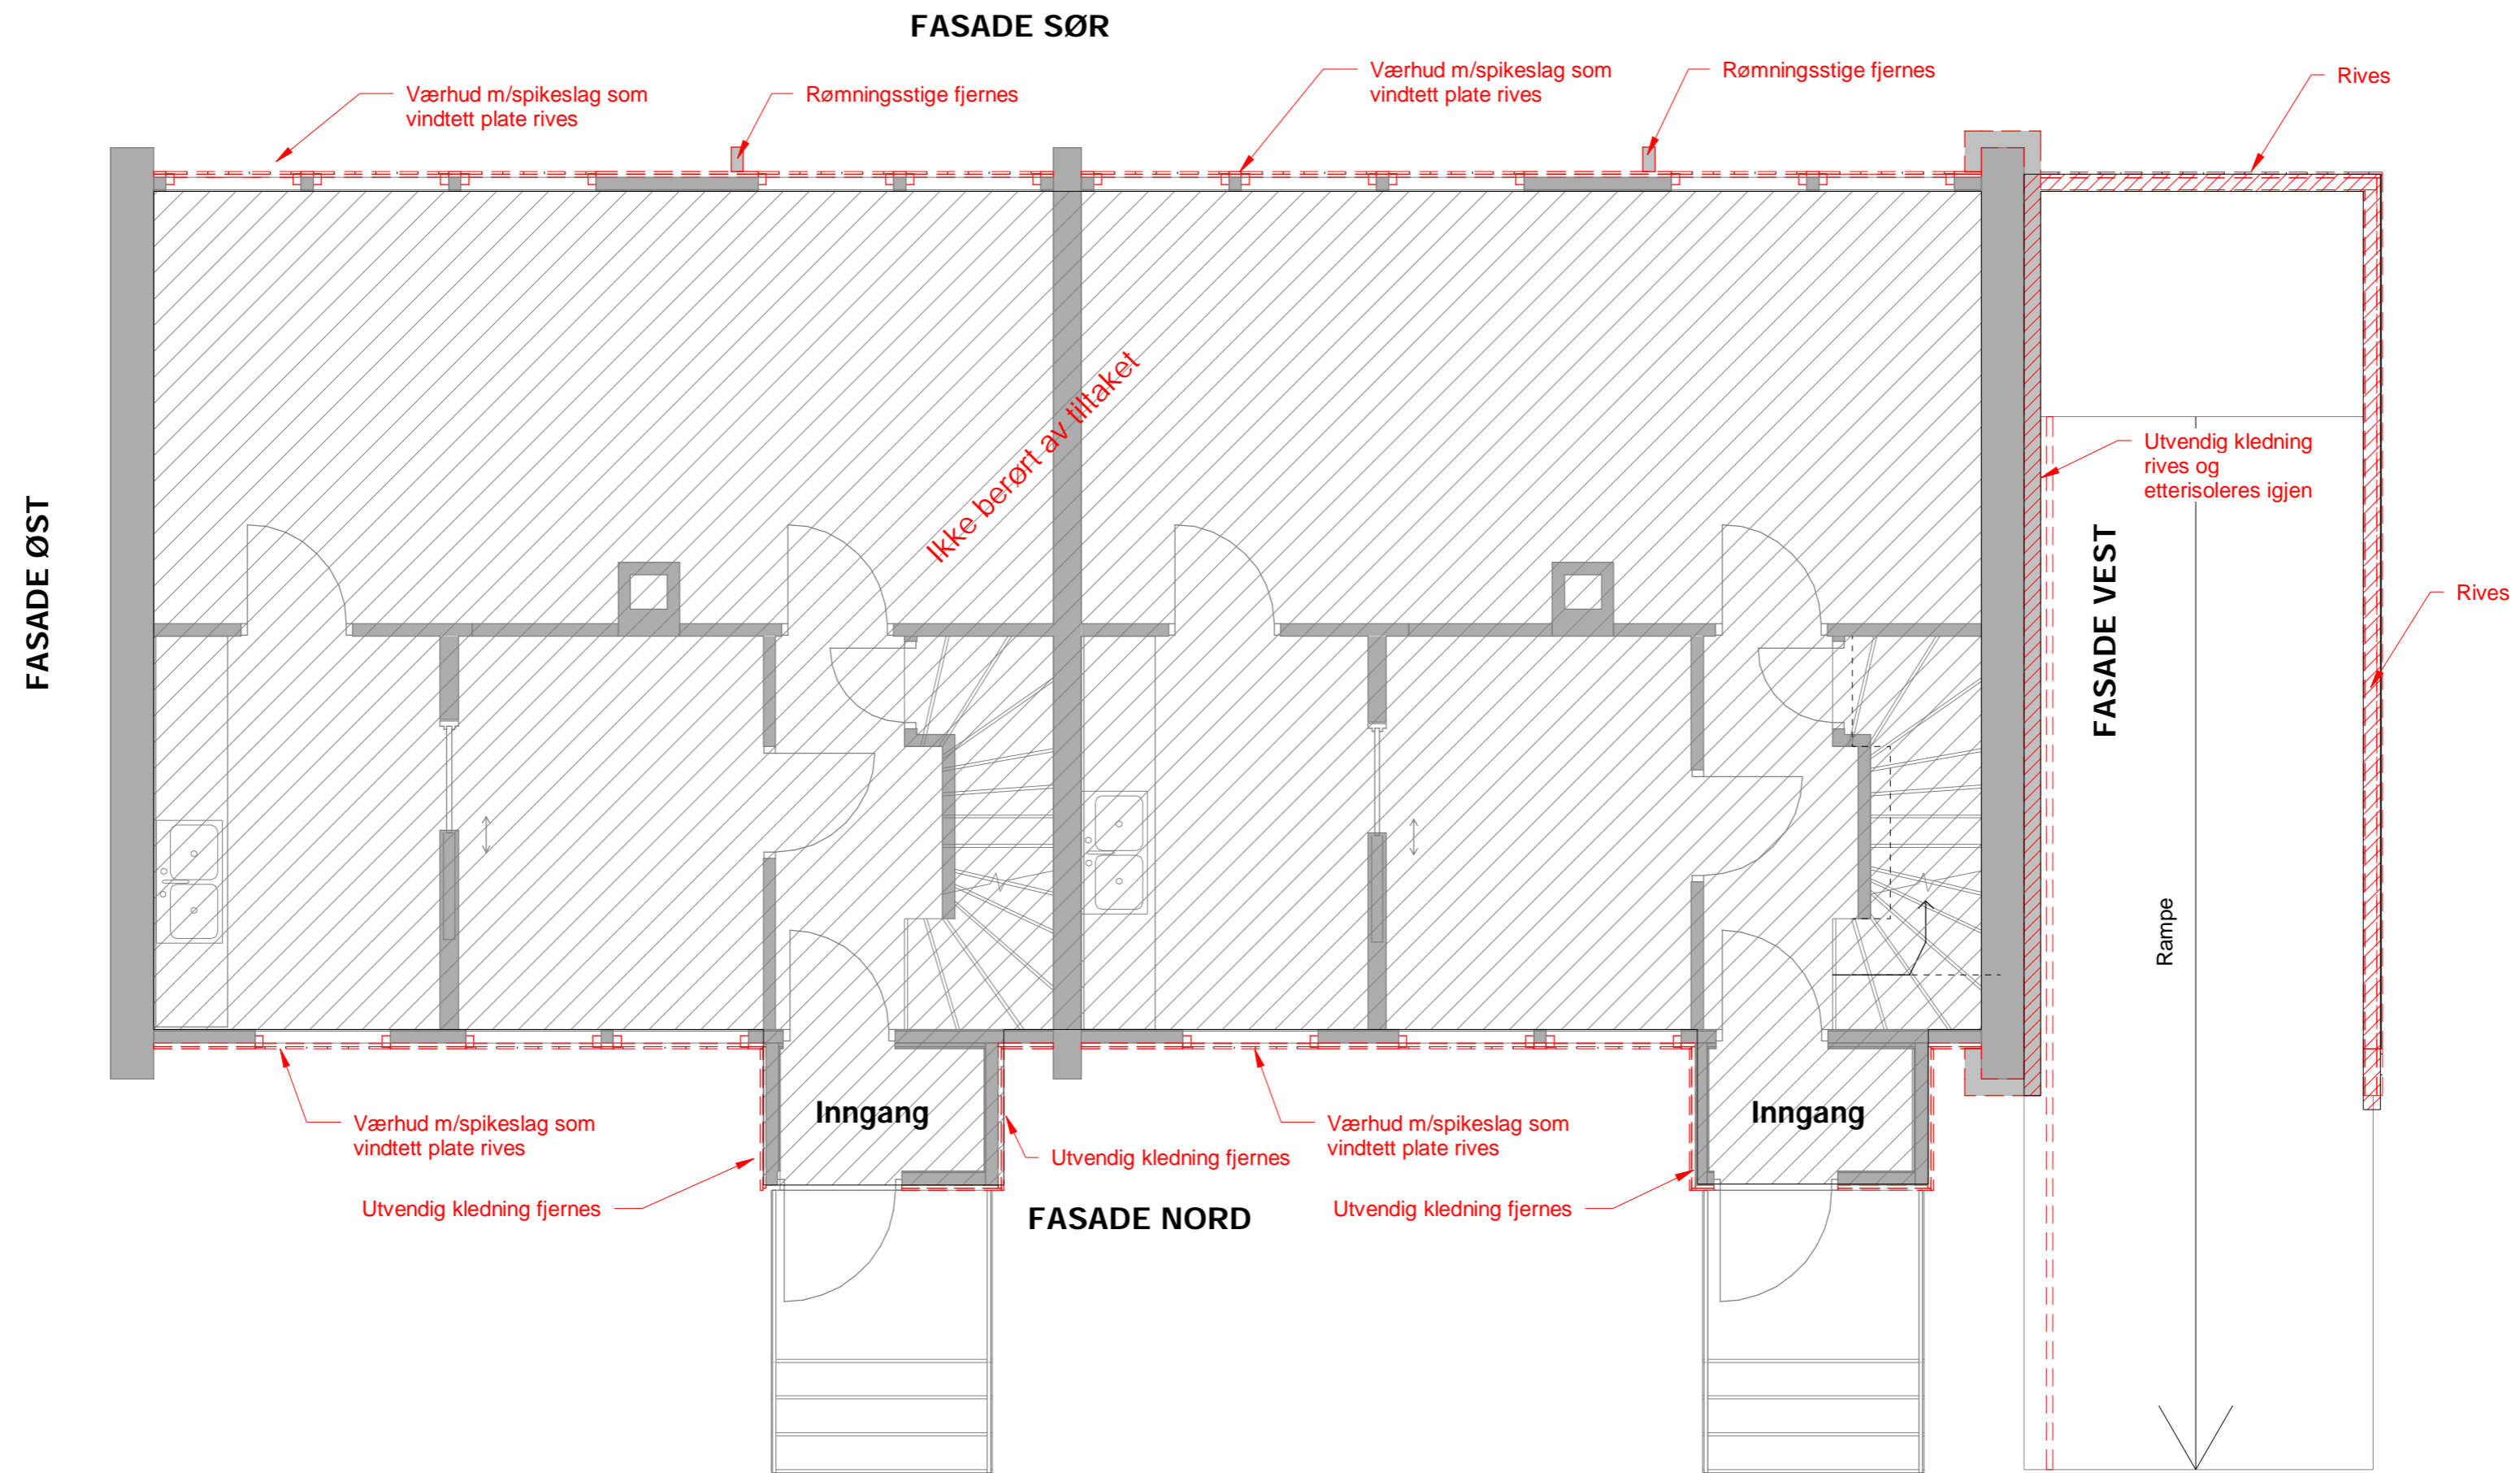 FASADE SØR
Værhud m/spikeslag som
vindtett plate rives
Rømningsstige fjernes
Værhud m/spikeslag som
vindtett plate rives
Rømningsstige fjernes
Rives
Ikke berørt av tiltaket
Utvendig kledning
rives og
etterisoleres igjen
FASADE ØST
FASADE VEST
Rives
Rampe
Inngang
Inngang
Værhud m/spikeslag som
vindtett plate rives
Utvendig kledning fjernes
Værhud m/spikeslag som
vindtett plate rives
Utvendig kledning fjernes
FASADE NORD
Utvendig kledning fjernes